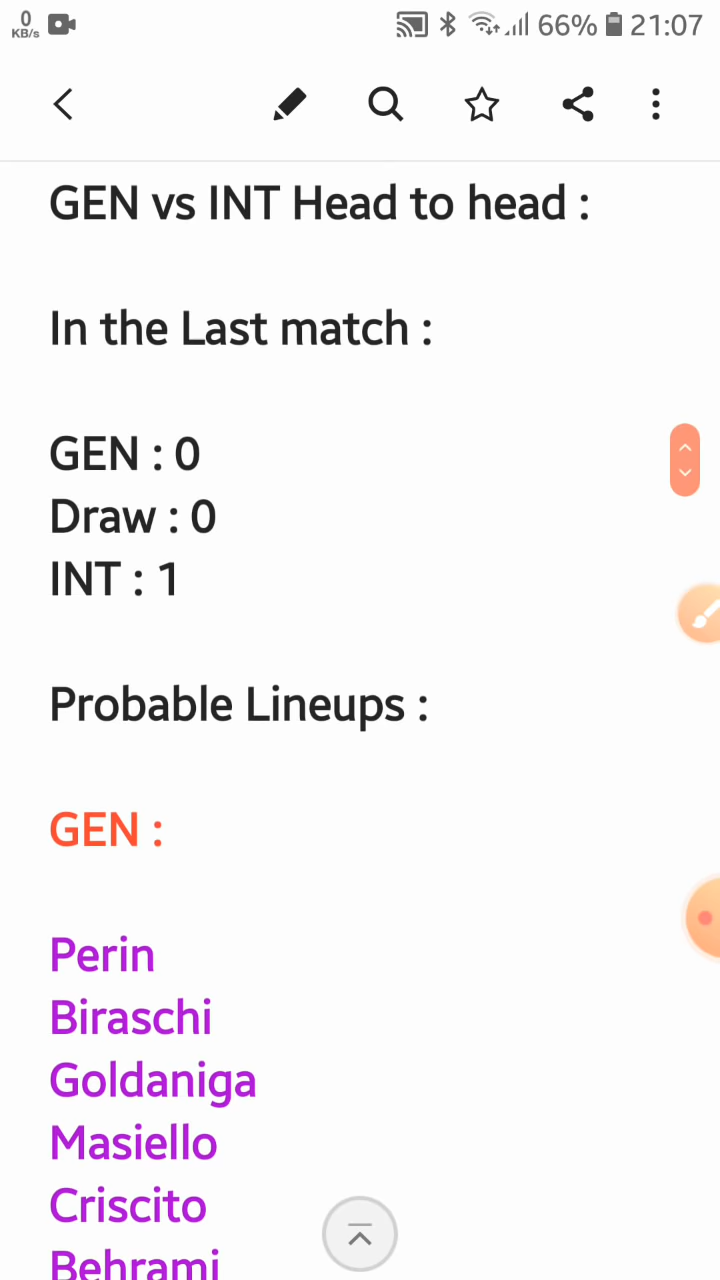 0
KB/s
66% 21:07
GEN vs INT Head to head :
In the Last match :
GEN : 0
Draw : 0
INT : 1
Probable Lineups :
GEN :
Perin
Biraschi
Goldaniga
Masiello
Criscito
Behrami